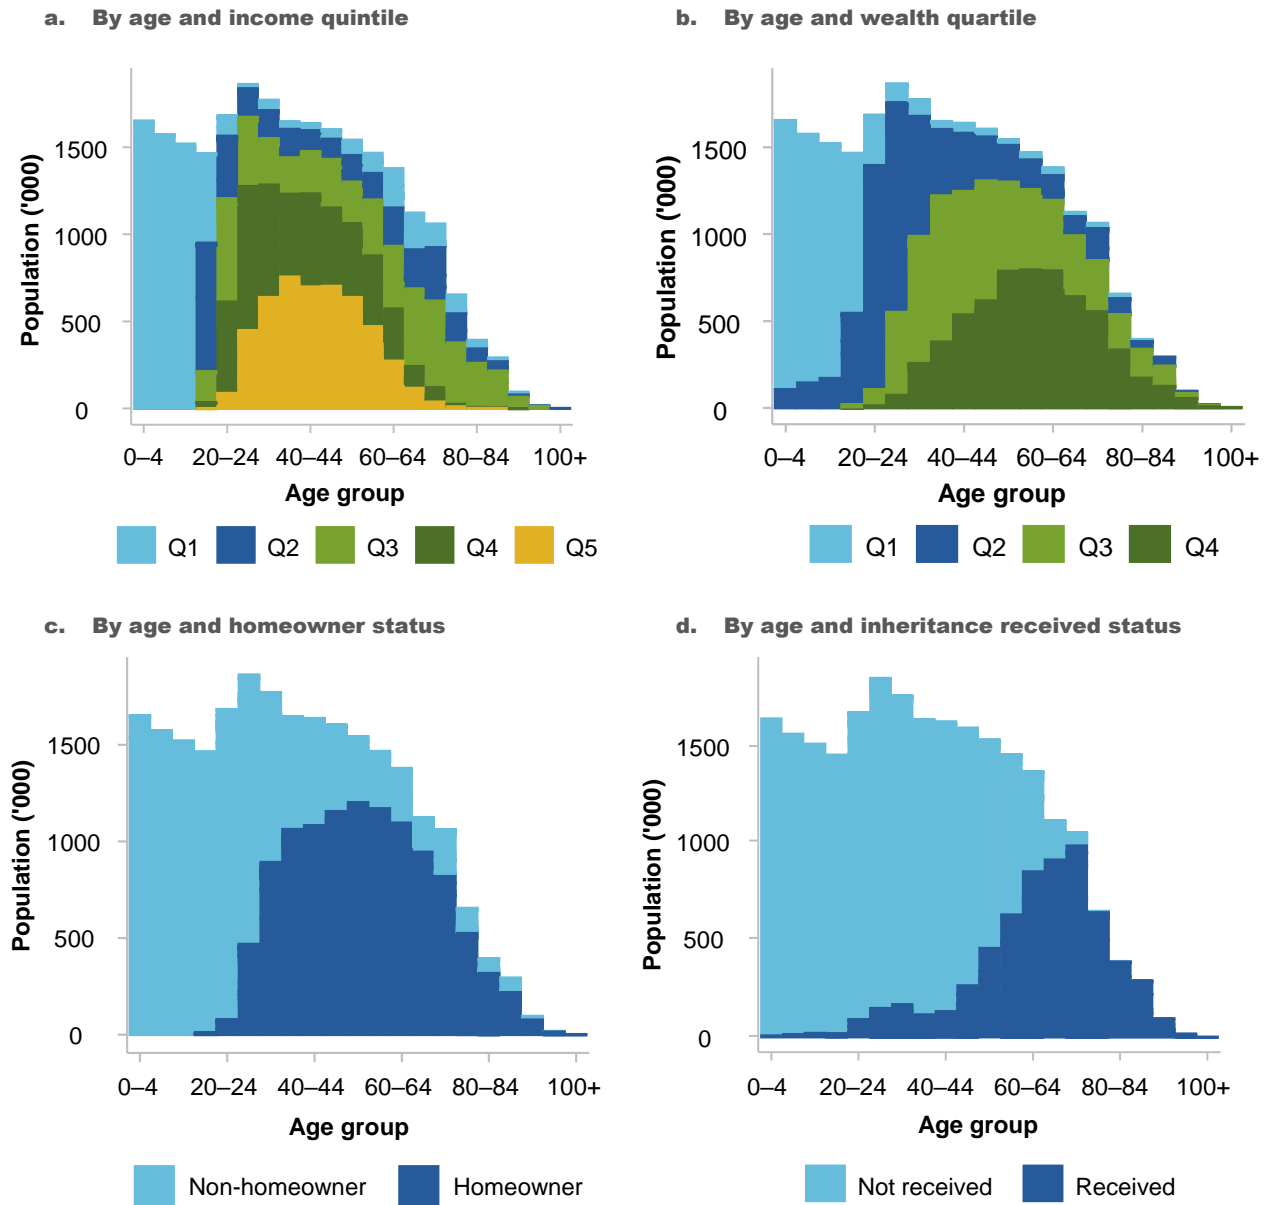 a. By age and income quintile
Population ('000)
1500
1000
500
0
0–4 20–24 40–44 60–64 80–84 100+
Age group
Q1 Q2 Q3 Q4 Q5
b. By age and wealth quartile
Population ('000)
1500
1000
500
0
0–4 20–24 40–44 60–64 80–84 100+
Age group
Q1 Q2 Q3 Q4
c. By age and homeowner status
Population ('000)
1500
1000
500
0
0–4 20–24 40–44 60–64 80–84 100+
Age group
Non-homeowner Homeowner
d. By age and inheritance received status
Population ('000)
1500
1000
500
0
0–4 20–24 40–44 60–64 80–84 100+
Age group
Not received Received